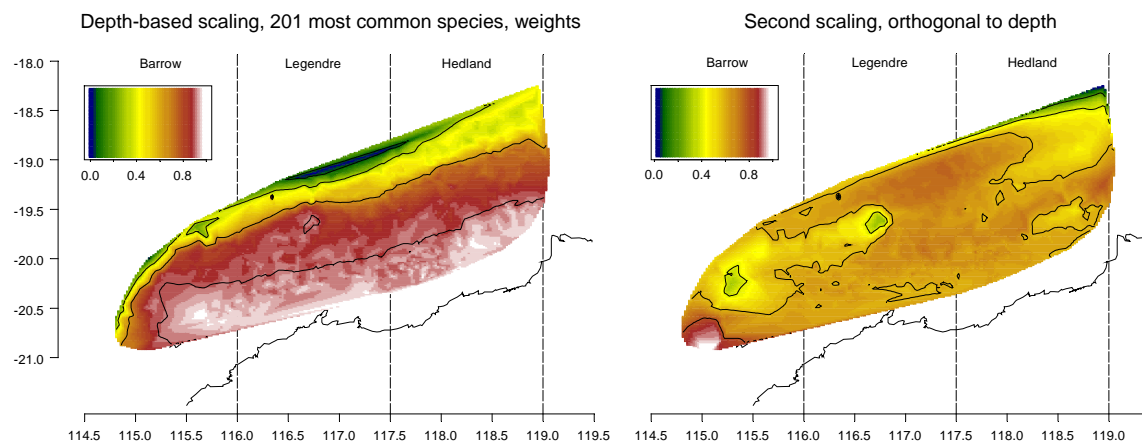 Depth-based scaling, 201 most common species, weights
Second scaling, orthogonal to depth
Barrow Legendre Hedland
Barrow Legendre Hedland
0.0 0.4 0.8
0.0 0.4 0.8
-18.0
-18.5
-19.0
-19.5
-20.0
-20.5
-21.0
114.5 115.0 115.5 116.0 116.5 117.0 117.5 118.0 118.5 119.0 119.5
114.5 115.0 115.5 116.0 116.5 117.0 117.5 118.0 118.5 119.0